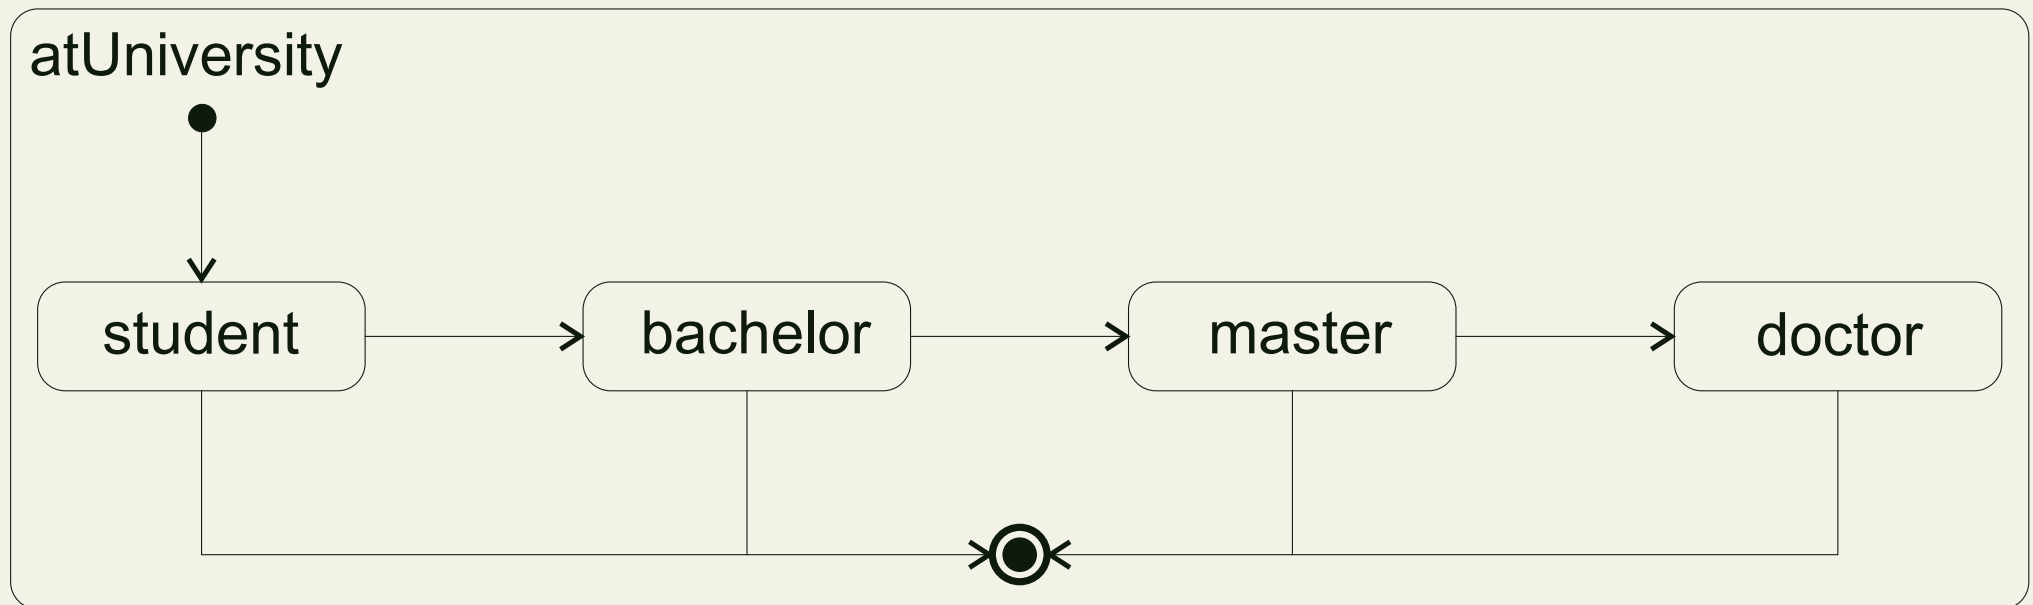 atUniversity
student
bachelor
master
doctor